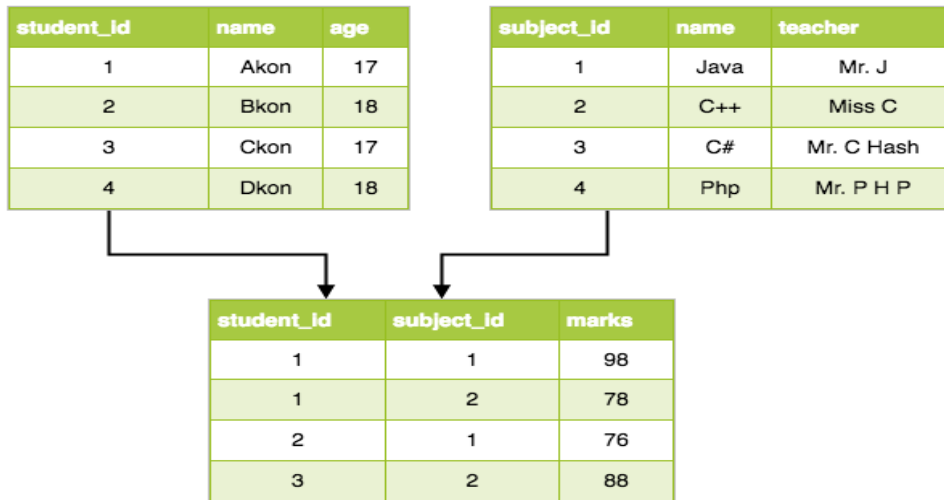 student_id name age
1 Akon 17
2 Bkon 18
3 Ckon 17
4 Dkon 18
subject_id name teacher
1 Java Mr. J
2 C++ Miss C
3 C# Mr. C Hash
4 Php Mr. P H P
student_id subject_id marks
1 1 98
1 2 78
2 1 76
3 2 88